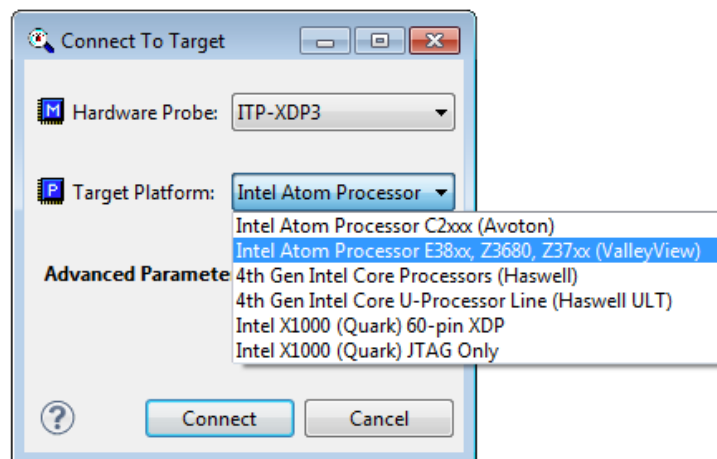 Connect To Target
M Hardware Probe: ITP-XDP3
P Target Platform: Intel Atom Processor
Intel Atom Processor C2xxx (Avoton)
Intel Atom Processor E38xx, Z3680, Z37xx (ValleyView)
Advanced Paramete
4th Gen Intel Core Processors (Haswell)
4th Gen Intel Core U-Processor Line (Haswell ULT)
Intel X1000 (Quark) 60-pin XDP
Intel X1000 (Quark) JTAG Only
? Connect Cancel